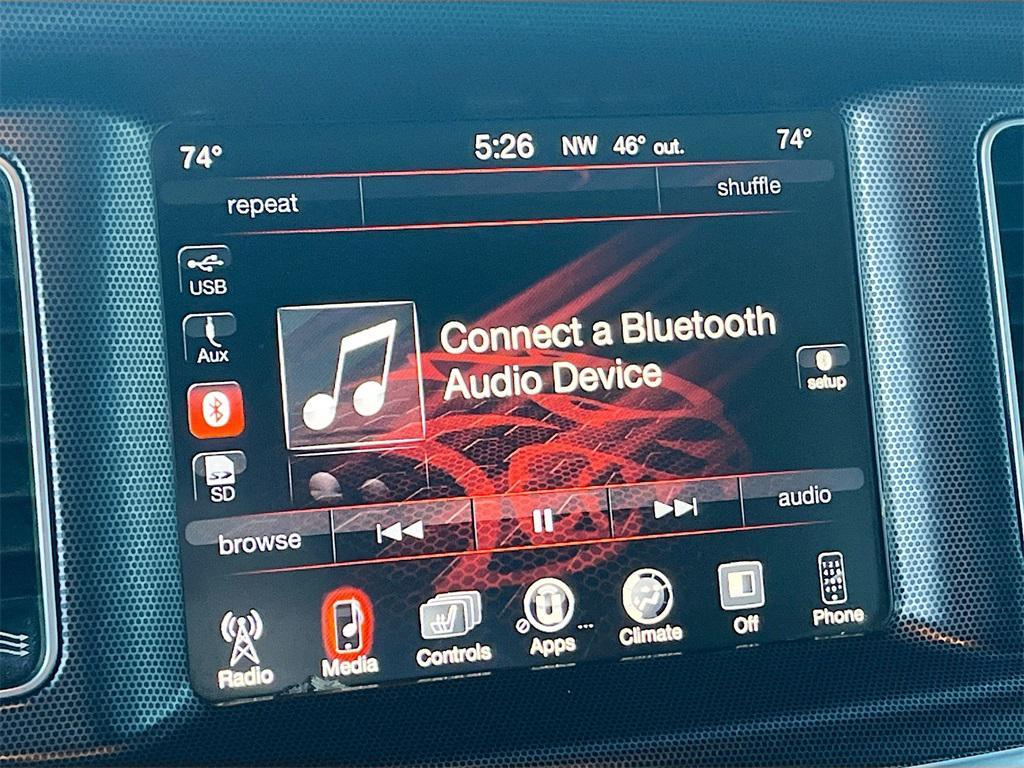 74° 5:26 NW 46° out. 74°
repeat shuffle
USB
Aux
Connect a Bluetooth
Audio Device
setup
SD
browse audio
Radio Media Controls Apps ... Climate Off Phone